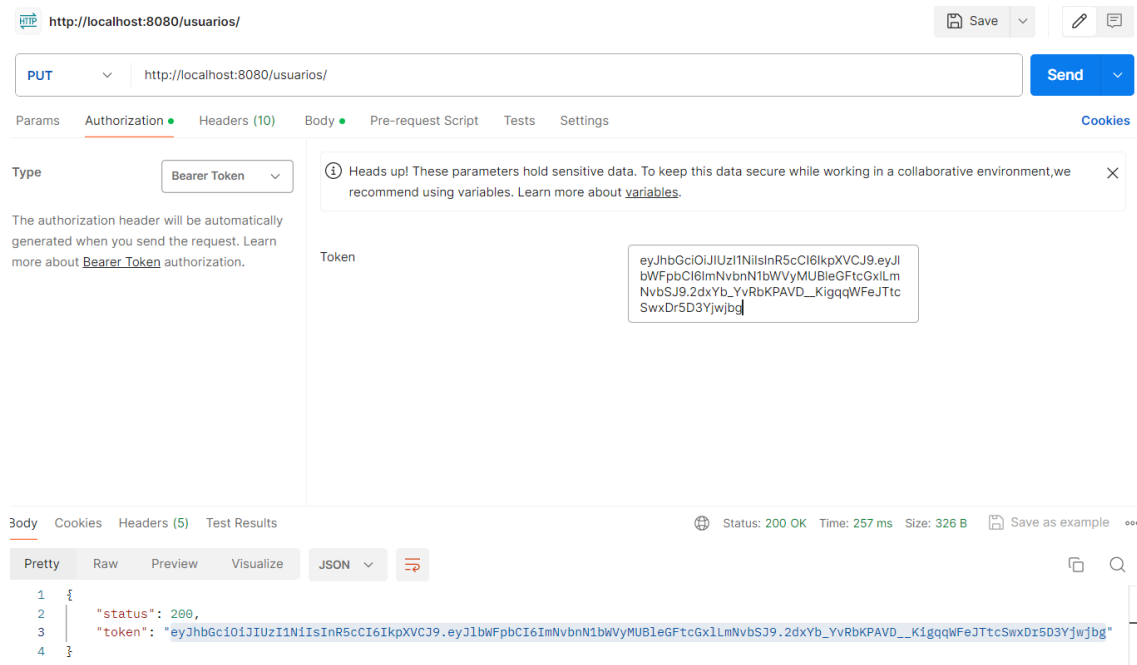 HTTP http://localhost:8080/usuarios/
Save
PUT http://localhost:8080/usuarios/ Send
Params Authorization Headers (10) Body Pre-request Script Tests Settings Cookies
Type Bearer Token
The authorization header will be automatically
generated when you send the request. Learn
more about Bearer Token authorization.
Heads up! These parameters hold sensitive data. To keep this data secure while working in a collaborative environment,we
recommend using variables. Learn more about variables.
Token
eyJhbGciOiJIUzI1NiIsInR5cCI6IkpXVCJ9.eyJl
bWFpbCI6ImNvbnN1bWVyMUBleGFtcGxlLm
NvbSJ9.2dxYb_YvRbKPAVD__KigqqWFeJTtc
SwxDr5D3Yjwjbg
Body Cookies Headers (5) Test Results Status: 200 OK Time: 257 ms Size: 326 B Save as example
Pretty Raw Preview Visualize JSON
1 {
2 "status": 200,
3 "token": "eyJhbGciOiJIUzI1NiIsInR5cCI6IkpXVCJ9.eyJlbWFpbCI6ImNvbnN1bWVyMUBleGFtcGxlLmNvbSJ9.2dxYb_YvRbKPAVD__KigqqWFeJTtcSwxDr5D3Yjwjbg"
4 }